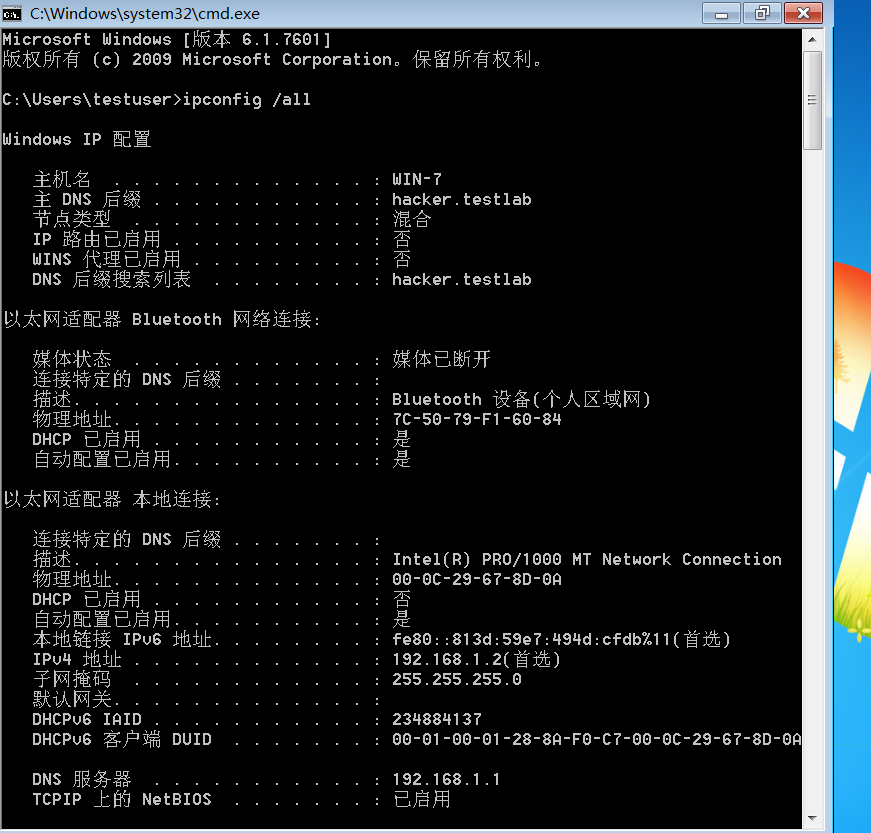 C:\Windows\system32\cmd.exe
Microsoft Windows [版本 6.1.7601]
版权所有 (c) 2009 Microsoft Corporation。保留所有权利。
C:\Users\testuser>ipconfig /all
Windows IP 配置
主机名 . . . . . . . . . . . . . : WIN-7
主 DNS 后缀 . . . . . . . . . . . : hacker.testlab
节点类型 . . . . . . . . . . . . : 混合
IP 路由已启用 . . . . . . . . . . : 否
WINS 代理已启用 . . . . . . . . . : 否
DNS 后缀搜索列表 . . . . . . . . : hacker.testlab
以太网适配器 Bluetooth 网络连接:
媒体状态 . . . . . . . . . . . . : 媒体已断开
连接特定的 DNS 后缀 . . . . . . . :
描述. . . . . . . . . . . . . . . : Bluetooth 设备(个人区域网)
物理地址. . . . . . . . . . . . . : 7C-50-79-F1-60-84
DHCP 已启用 . . . . . . . . . . . : 是
自动配置已启用. . . . . . . . . . : 是
以太网适配器 本地连接:
连接特定的 DNS 后缀 . . . . . . . :
描述. . . . . . . . . . . . . . . : Intel(R) PRO/1000 MT Network Connection
物理地址. . . . . . . . . . . . . : 00-0C-29-67-8D-0A
DHCP 已启用 . . . . . . . . . . . : 否
自动配置已启用. . . . . . . . . . : 是
本地链接 IPv6 地址. . . . . . . . : fe80::813d:59e7:494d:cfdb%11(首选)
IPv4 地址 . . . . . . . . . . . . : 192.168.1.2(首选)
子网掩码 . . . . . . . . . . . . : 255.255.255.0
默认网关. . . . . . . . . . . . . :
DHCPv6 IAID . . . . . . . . . . . : 234884137
DHCPv6 客户端 DUID . . . . . . . : 00-01-00-01-28-8A-F0-C7-00-0C-29-67-8D-0A
DNS 服务器 . . . . . . . . . . . : 192.168.1.1
TCPIP 上的 NetBIOS . . . . . . . : 已启用